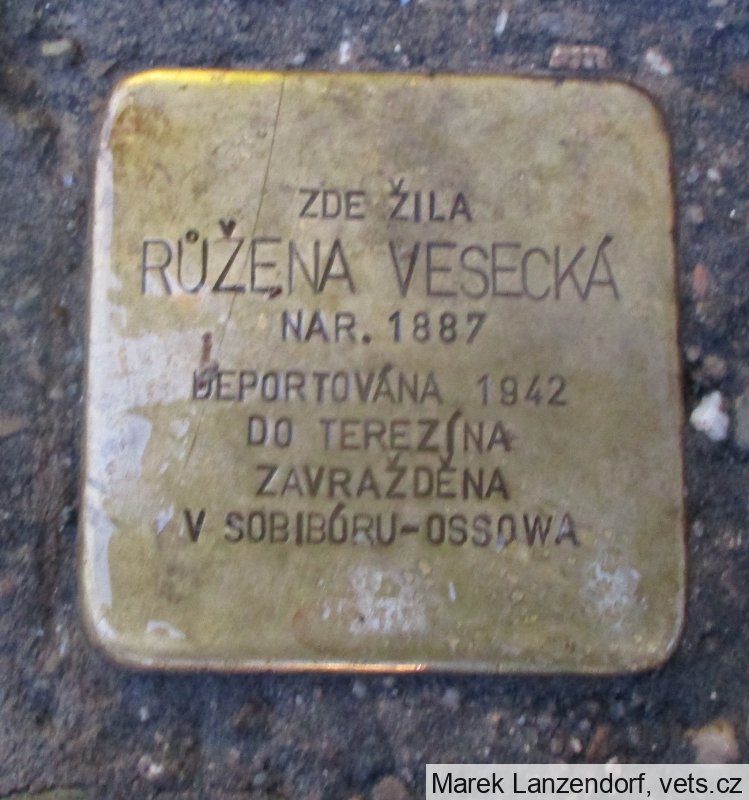 ZDE ŽILA
RŮŽENA VESECKÁ
NAR. 1887
DEPORTOVÁNA 1942
DO TEREZÍNA
ZAVRAŽDĚNA
V SOBIBÓRU-OSSOWA
Marek Lanzendorf, vets.cz